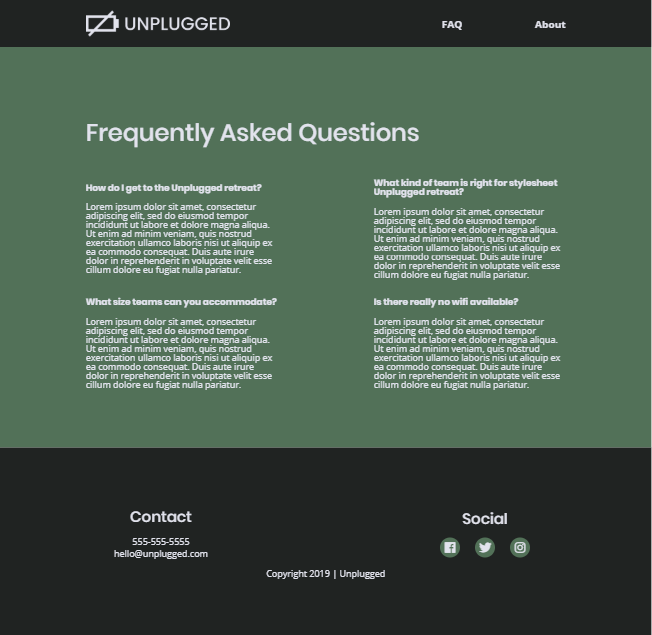 UNPLUGGED
FAQ
About
Frequently Asked Questions
How do I get to the Unplugged retreat?
Lorem ipsum dolor sit amet, consectetur
adipiscing elit, sed do eiusmod tempor
incididunt ut labore et dolore magna aliqua.
Ut enim ad minim veniam, quis nostrud
exercitation ullamco laboris nisi ut aliquip ex
ea commodo consequat. Duis aute irure
dolor in reprehenderit in voluptate velit esse
cillum dolore eu fugiat nulla pariatur.
What kind of team is right for stylesheet
Unplugged retreat?
Lorem ipsum dolor sit amet, consectetur
adipiscing elit, sed do eiusmod tempor
incididunt ut labore et dolore magna aliqua.
Ut enim ad minim veniam, quis nostrud
exercitation ullamco laboris nisi ut aliquip ex
ea commodo consequat. Duis aute irure
dolor in reprehenderit in voluptate velit esse
cillum dolore eu fugiat nulla pariatur.
What size teams can you accommodate?
Lorem ipsum dolor sit amet, consectetur
adipiscing elit, sed do eiusmod tempor
incididunt ut labore et dolore magna aliqua.
Ut enim ad minim veniam, quis nostrud
exercitation ullamco laboris nisi ut aliquip ex
ea commodo consequat. Duis aute irure
dolor in reprehenderit in voluptate velit esse
cillum dolore eu fugiat nulla pariatur.
Is there really no wifi available?
Lorem ipsum dolor sit amet, consectetur
adipiscing elit, sed do eiusmod tempor
incididunt ut labore et dolore magna aliqua.
Ut enim ad minim veniam, quis nostrud
exercitation ullamco laboris nisi ut aliquip ex
ea commodo consequat. Duis aute irure
dolor in reprehenderit in voluptate velit esse
cillum dolore eu fugiat nulla pariatur.
Contact
555-555-5555
hello@unplugged.com
Social
Copyright 2019 | Unplugged